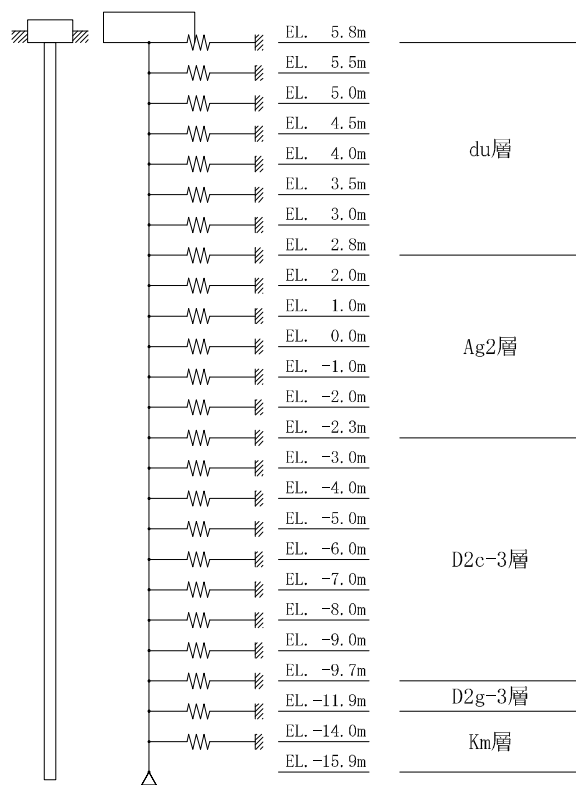 EL. 5.8m
EL. 5.5m
EL. 5.0m
EL. 4.5m
EL. 4.0m
du層
EL. 3.5m
EL. 3.0m
EL. 2.8m
EL. 2.0m
EL. 1.0m
EL. 0.0m
Ag2層
EL. -1.0m
EL. -2.0m
EL. -2.3m
EL. -3.0m
EL. -4.0m
EL. -5.0m
EL. -6.0m
D2c-3層
EL. -7.0m
EL. -8.0m
EL. -9.0m
EL. -9.7m
EL.-11.9m
D2g-3層
EL.-14.0m
Km層
EL.-15.9m